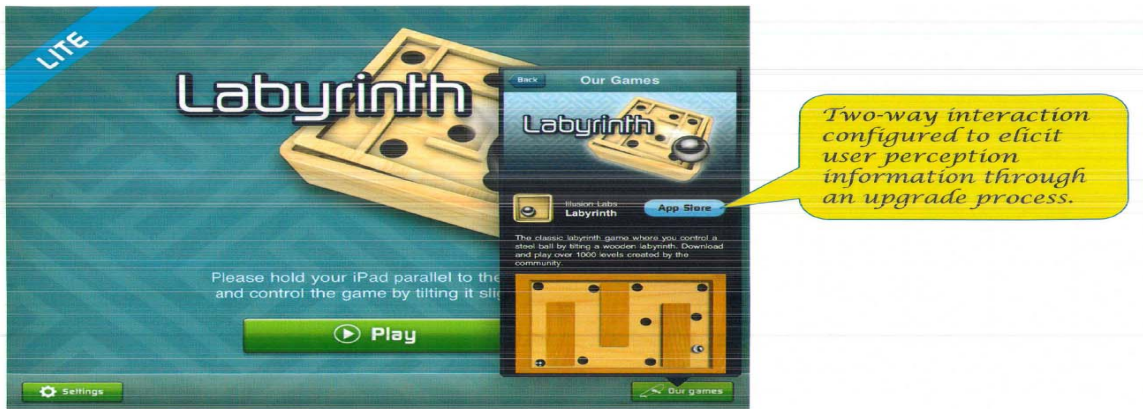 LITE
Labyrinth
Back
Our Games
Labyrinth
Illusion Labs
Labyrinth
App Store
The classic labyrinth game where you control a
steel ball by tilting a wooden labyrinth. Download
and play over 1000 levels created by the
community.
Please hold your iPad parallel to the
and control the game by tilting it sli
Play
Settings
Our games
Two-way interaction
configured to elicit
user perception
information through
an upgrade process.